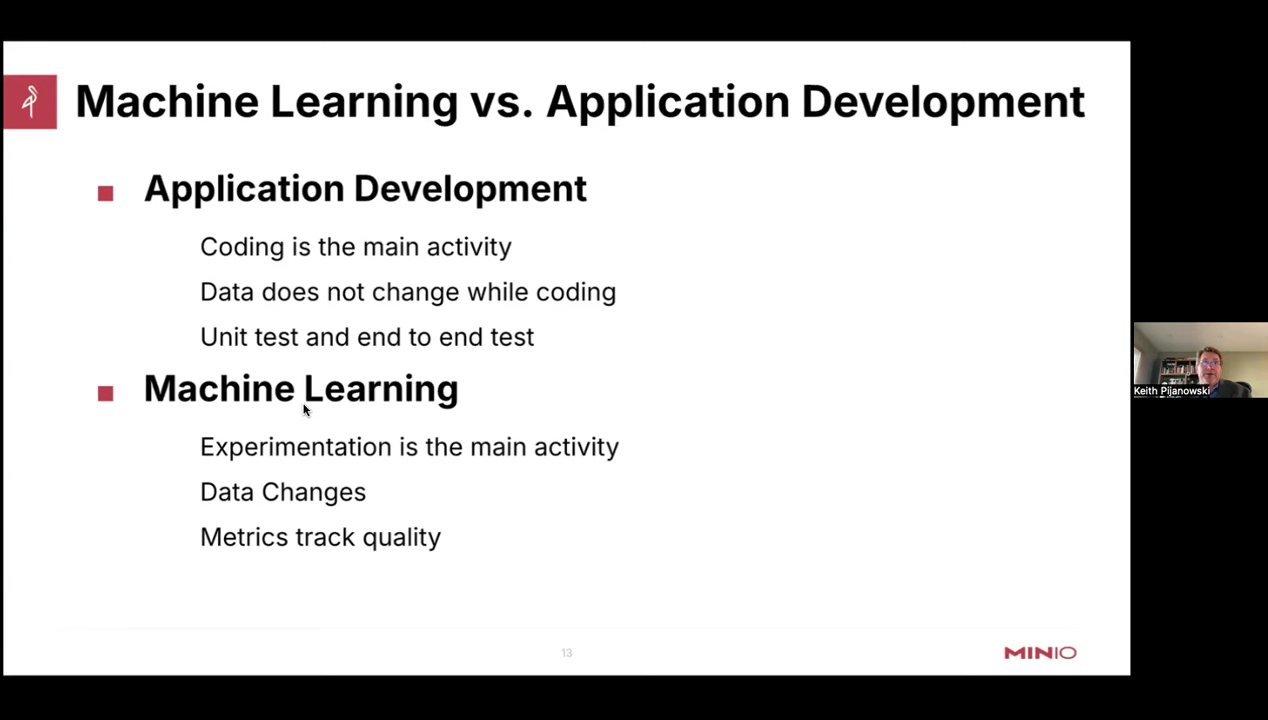 Machine Learning vs. Application Development
Application Development
Coding is the main activity
Data does not change while coding
Unit test and end to end test
Machine Learning
Experimentation is the main activity
Data Changes
Metrics track quality
Keith Pijanowski
13
MINIO